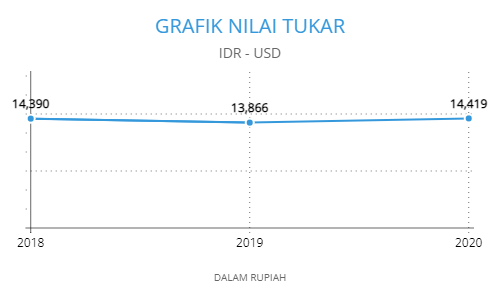 GRAFIK NILAI TUKAR
IDR - USD
14,390
13,866
14,419
2018
2019
2020
DALAM RUPIAH